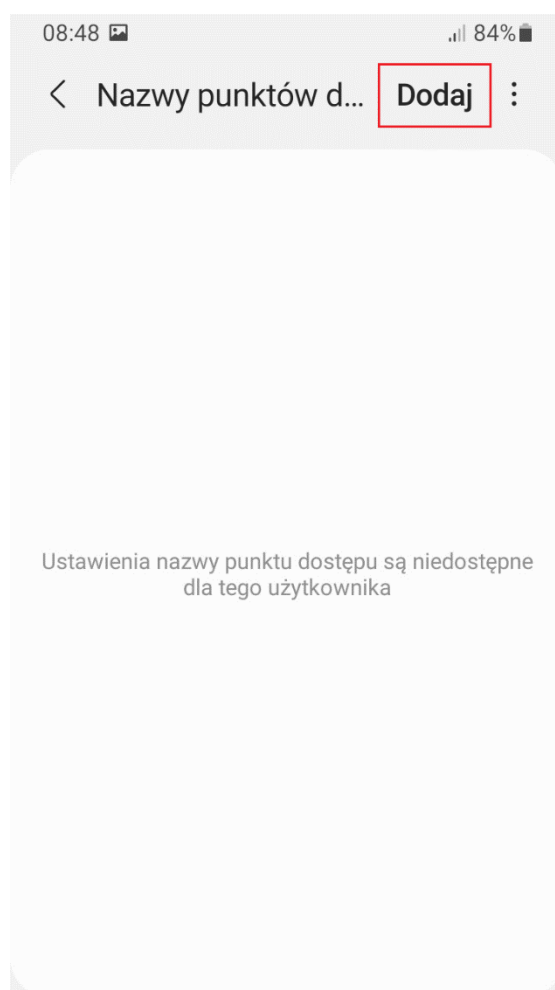 08:48 84%
Nazwy punktów d... Dodaj
Ustawienia nazwy punktu dostępu są niedostępne
dla tego użytkownika